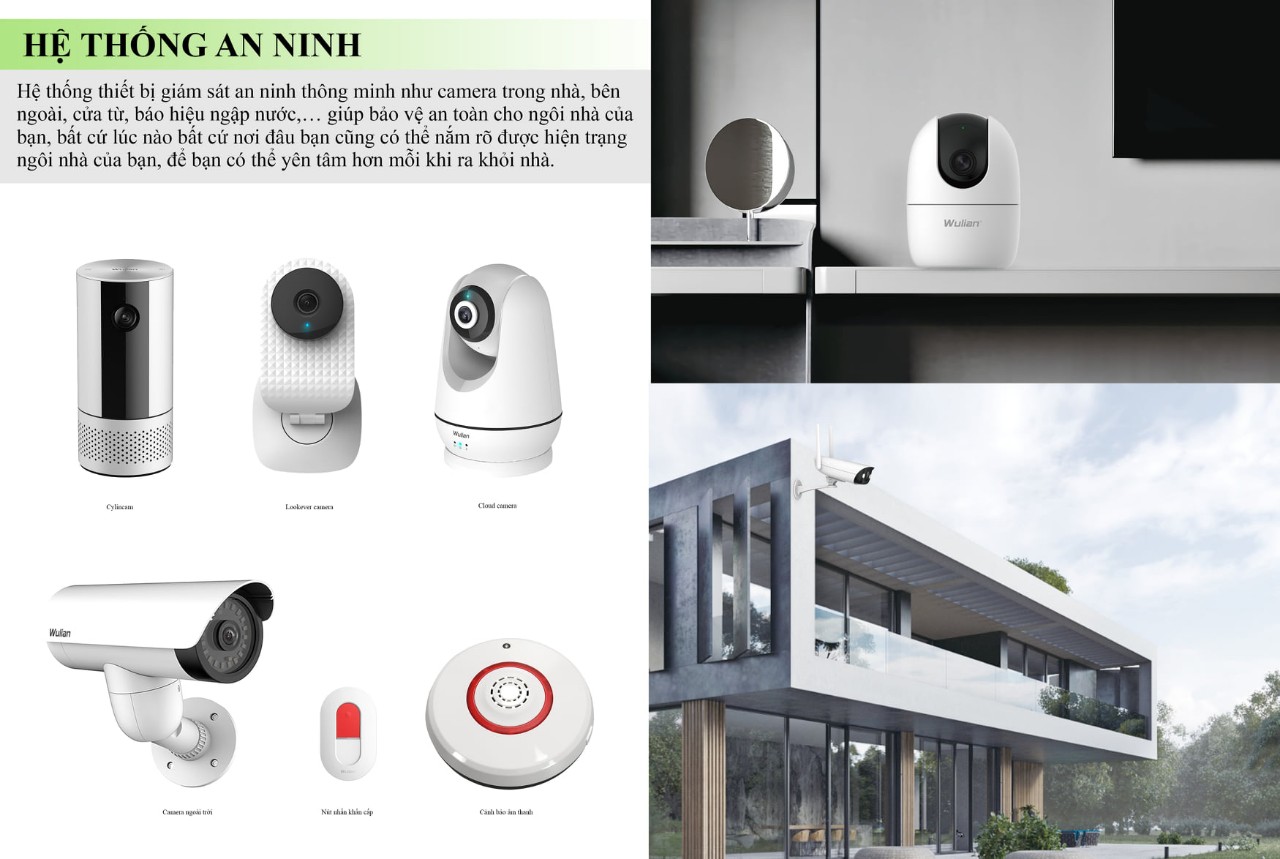 HỆ THỐNG AN NINH
Hệ thống thiết bị giám sát an ninh thông minh như camera trong nhà, bên
ngoài, cửa từ, báo hiệu ngập nước,… giúp bảo vệ an toàn cho ngôi nhà của
bạn, bất cứ lúc nào bất cứ nơi đâu bạn cũng có thể nắm rõ được hiện trạng
ngôi nhà của bạn, để bạn có thể yên tâm hơn mỗi khi ra khỏi nhà.
Wulian
Wulian
Cylincam
Lookever camera
Cloud camera
Wulian
Camera ngoài trời
Nút nhấn khẩn cấp
Cảnh báo âm thanh